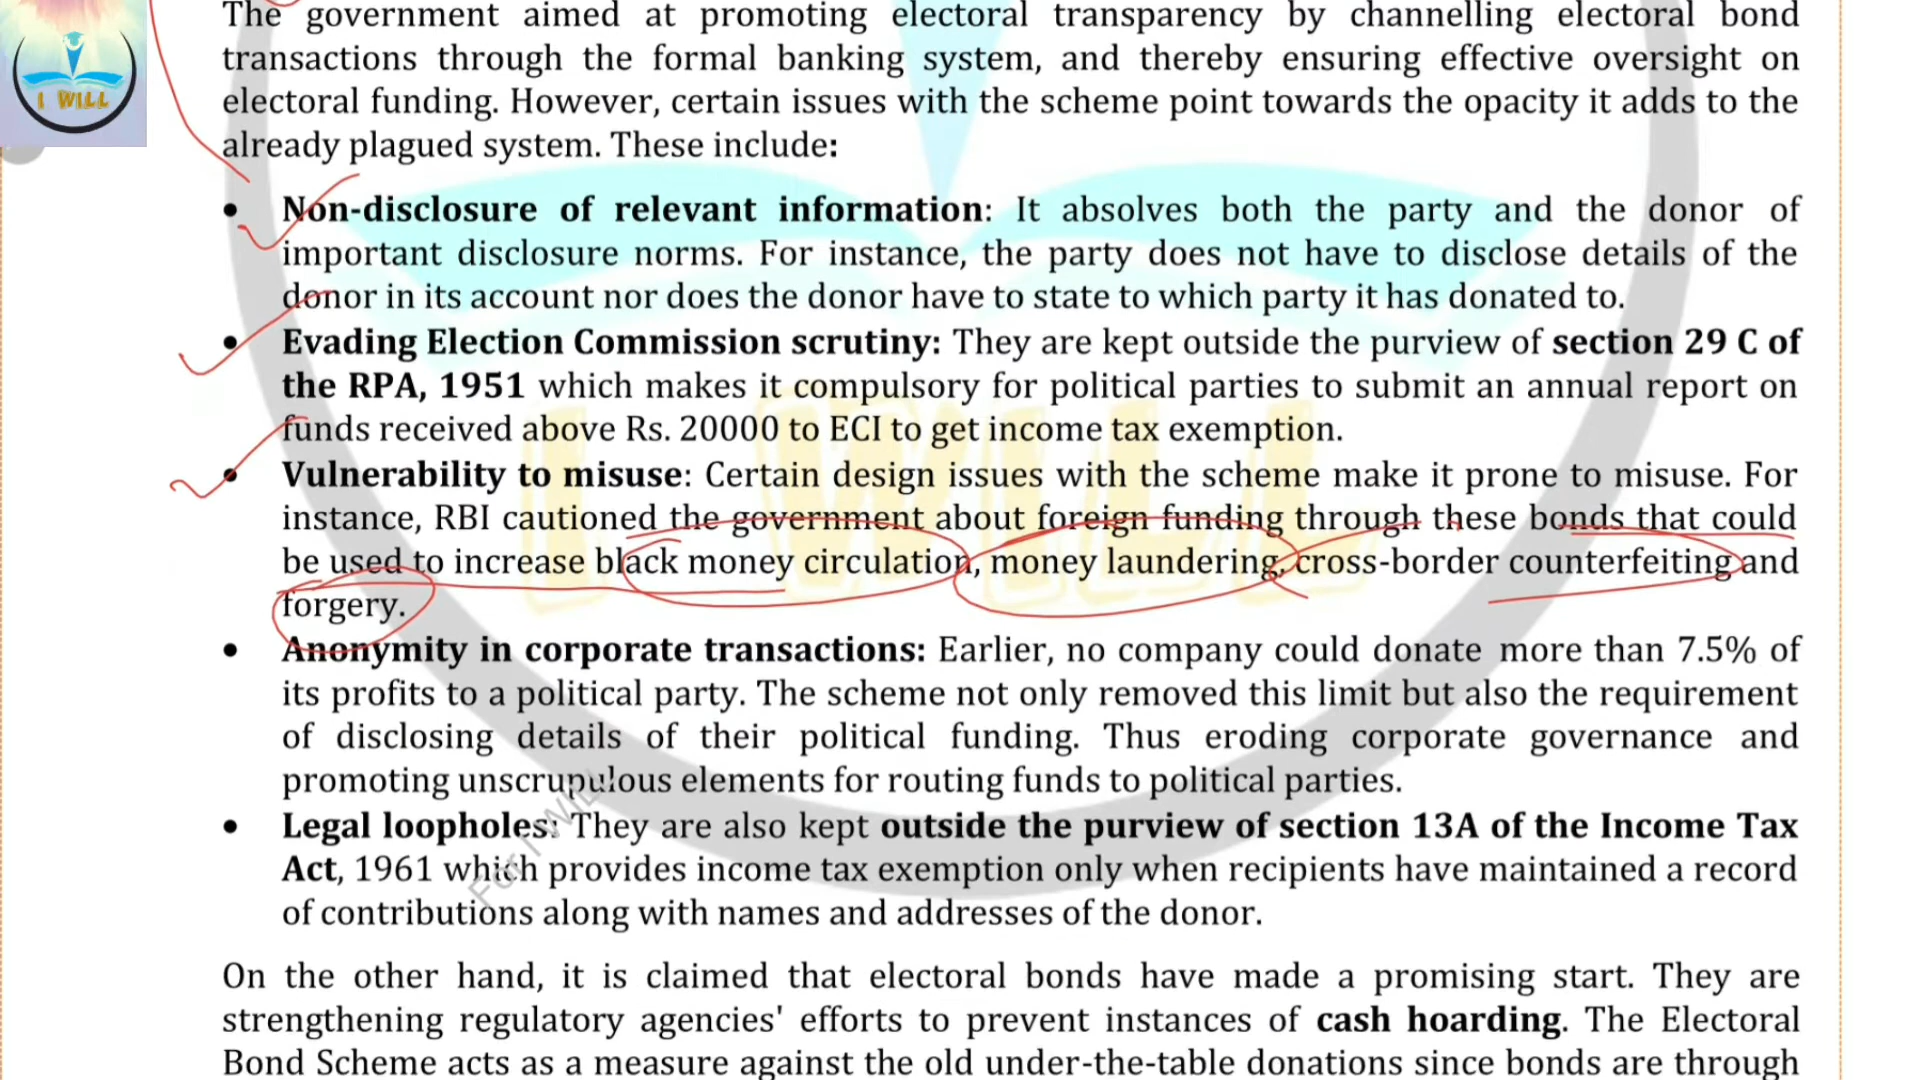 I WILL
The government aimed at promoting electoral transparency by channelling electoral bond
transactions through the formal banking system, and thereby ensuring effective oversight on
electoral funding. However, certain issues with the scheme point towards the opacity it adds to the
already plagued system. These include:
• Non-disclosure of relevant information: It absolves both the party and the donor of
important disclosure norms. For instance, the party does not have to disclose details of the
donor in its account nor does the donor have to state to which party it has donated to.
• Evading Election Commission scrutiny: They are kept outside the purview of section 29 C of
the RPA, 1951 which makes it compulsory for political parties to submit an annual report on
funds received above Rs. 20000 to ECI to get income tax exemption.
• Vulnerability to misuse: Certain design issues with the scheme make it prone to misuse. For
instance, RBI cautioned the government about foreign funding through these bonds that could
be used to increase black money circulation, money laundering, cross-border counterfeiting and
forgery.
• Anonymity in corporate transactions: Earlier, no company could donate more than 7.5% of
its profits to a political party. The scheme not only removed this limit but also the requirement
of disclosing details of their political funding. Thus eroding corporate governance and
promoting unscrupulous elements for routing funds to political parties.
• Legal loopholes: They are also kept outside the purview of section 13A of the Income Tax
Act, 1961 which provides income tax exemption only when recipients have maintained a record
of contributions along with names and addresses of the donor.
On the other hand, it is claimed that electoral bonds have made a promising start. They are
strengthening regulatory agencies' efforts to prevent instances of cash hoarding. The Electoral
Bond Scheme acts as a measure against the old under-the-table donations since bonds are through
I WILL
For I WILL